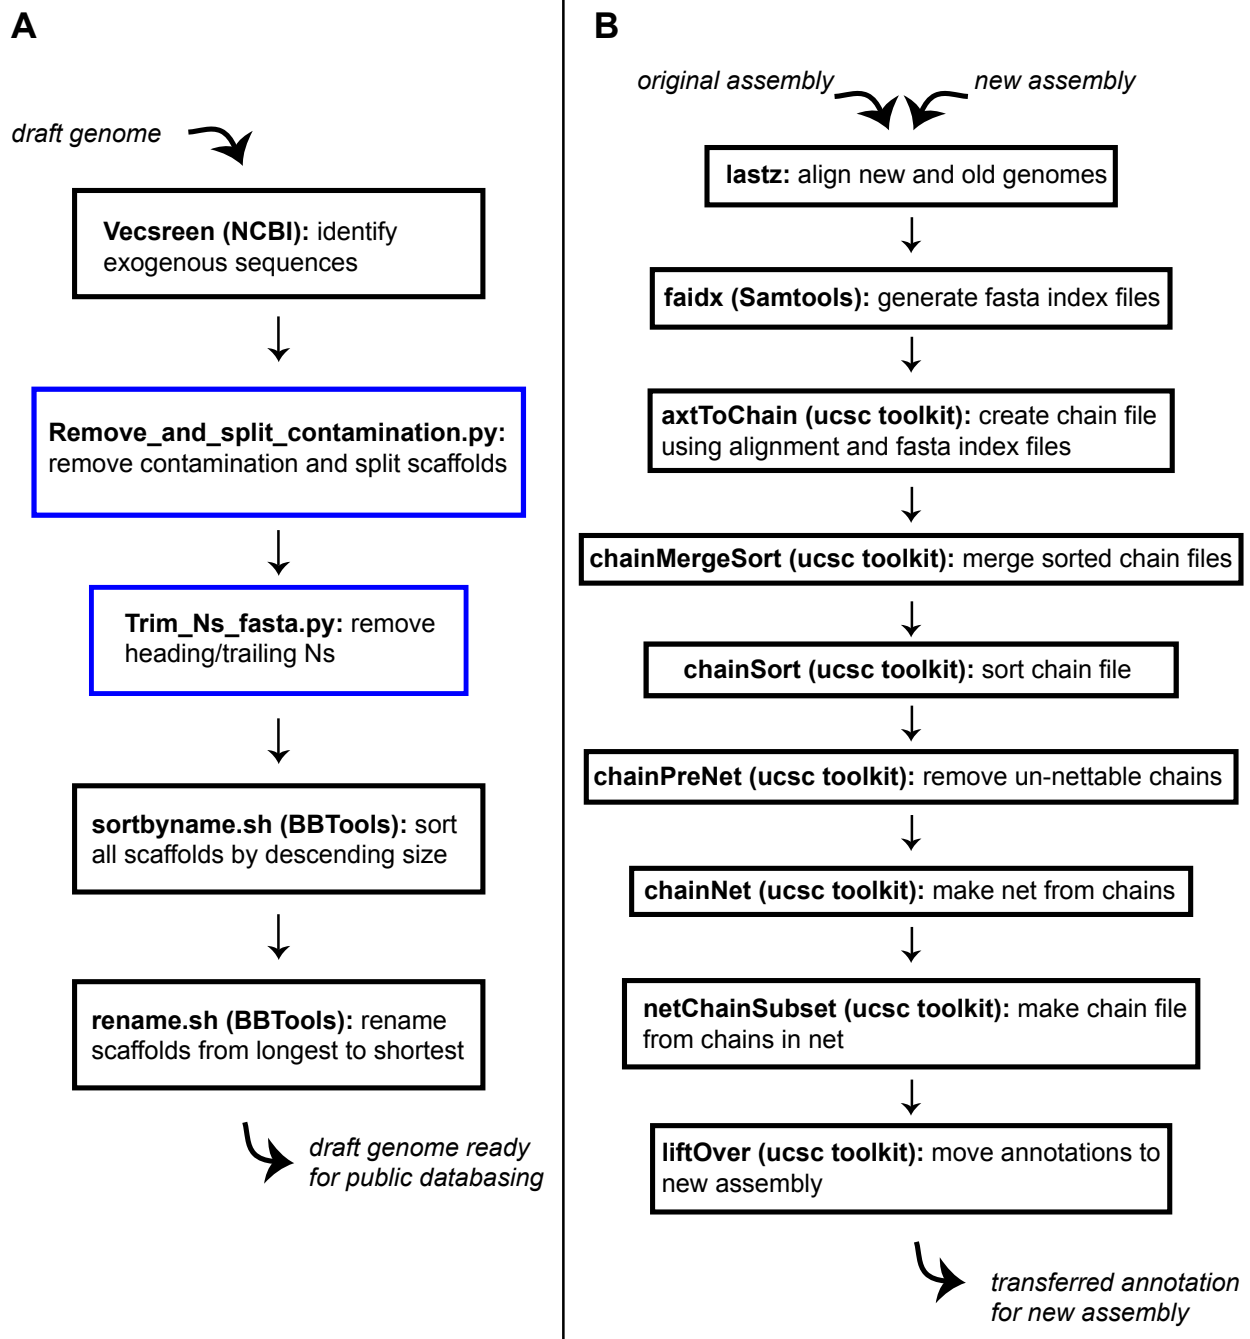 A
draft genome
Vecsreen (NCBI): identify
exogenous sequences
Remove_and_split_contamination.py:
remove contamination and split scaffolds
Trim_Ns_fasta.py: remove
heading/trailing Ns
sortbyname.sh (BBTools): sort
all scaffolds by descending size
rename.sh (BBTools): rename
scaffolds from longest to shortest
draft genome ready
for public databasing
B
original assembly
new assembly
lastz: align new and old genomes
faidx (Samtools): generate fasta index files
axtToChain (ucsc toolkit): create chain file
using alignment and fasta index files
chainMergeSort (ucsc toolkit): merge sorted chain files
chainSort (ucsc toolkit): sort chain file
chainPreNet (ucsc toolkit): remove un-nettable chains
chainNet (ucsc toolkit): make net from chains
netChainSubset (ucsc toolkit): make chain file
from chains in net
liftOver (ucsc toolkit): move annotations to
new assembly
transferred annotation
for new assembly